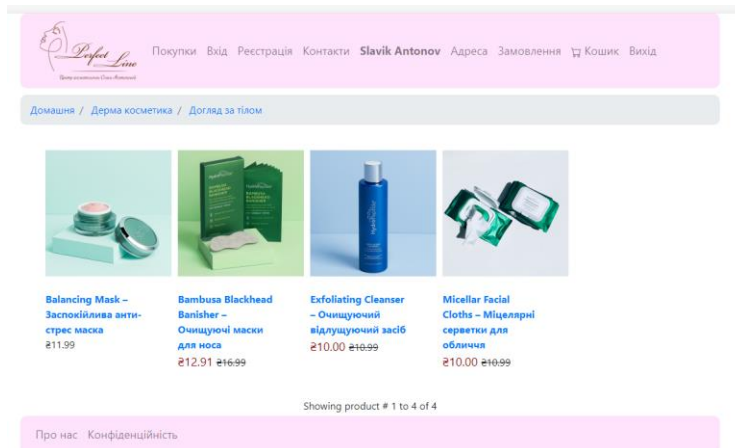 Perfect Line
Покупки Вхід Реєстрація Контакти Slavik Antonov Адреса Замовлення Кошик Вихід
Домашня / Дерма косметика / Догляд за тілом
Balancing Mask –
Заспокійлива анти-
стрес маска
₴11.99
Bambusa Blackhead
Banisher –
Очищуючі маски
для носа
₴12.91 ₴16.99
Exfoliating Cleanser
– Очищуючий
відлущуючий засіб
₴10.00 ₴10.99
Micellar Facial
Cloths – Міцелярні
серветки для
обличчя
₴10.00 ₴10.99
Showing product # 1 to 4 of 4
Про нас Конфіденційність